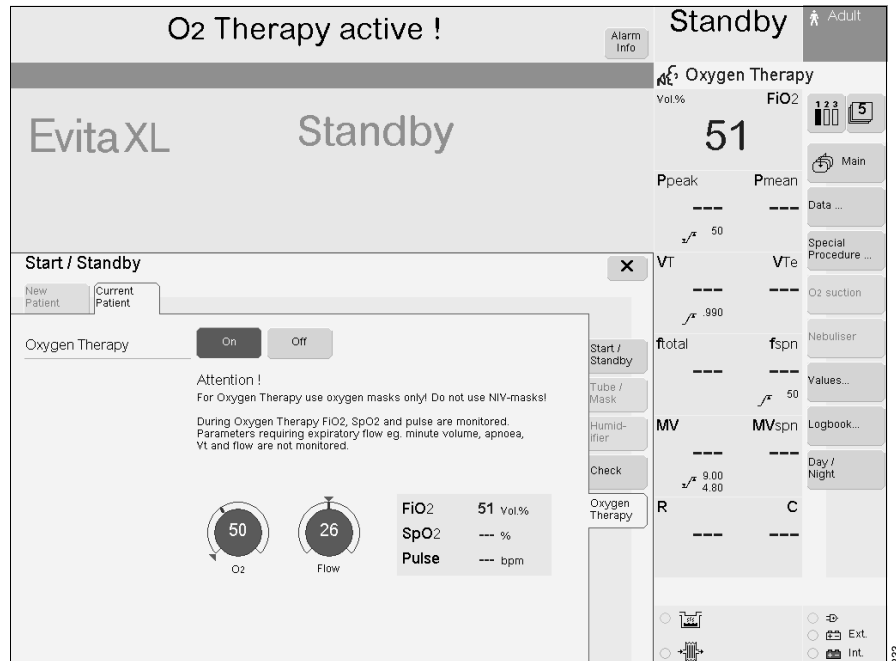 O2 Therapy active !
Alarm
Info
Standby
Adult
Oxygen Therapy
Evita XL
Standby
Vol.%
FiO2
51
1 2 3
5
Main
Ppeak
Pmean
---
---
50
Data ...
Special
Procedure ...
Start / Standby
X
VT
VTe
---
---
.990
O2 suction
New
Patient
Current
Patient
Oxygen Therapy
On
Off
Start /
Standby
ftotal
fspn
---
---
50
Nebuliser
Attention !
For Oxygen Therapy use oxygen masks only! Do not use NIV-masks!
Tube /
Mask
Values...
During Oxygen Therapy FiO2, SpO2 and pulse are monitored.
Parameters requiring expiratory flow eg. minute volume, apnoea,
Vt and flow are not monitored.
Humid-
ifier
MV
MVspn
---
---
9.00
4.80
Logbook...
Check
Day /
Night
Oxygen
Therapy
R
C
---
---
50
O2
26
Flow
FiO2 51 Vol.%
SpO2 --- %
Pulse --- bpm
Ext.
Int.